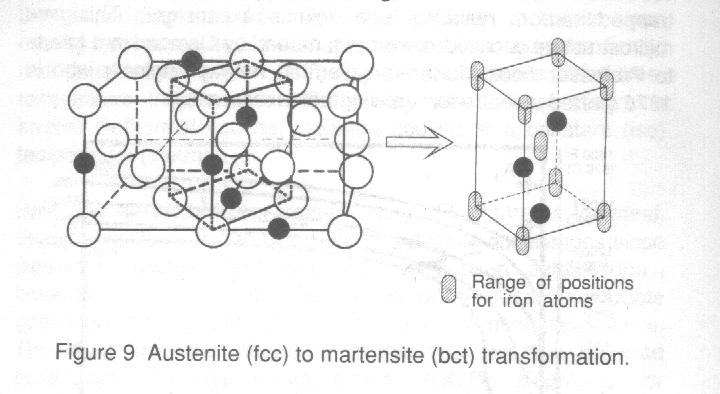 Range of positions
for iron atoms
Figure 9 Austenite (fcc) to martensite (bct) transformation.